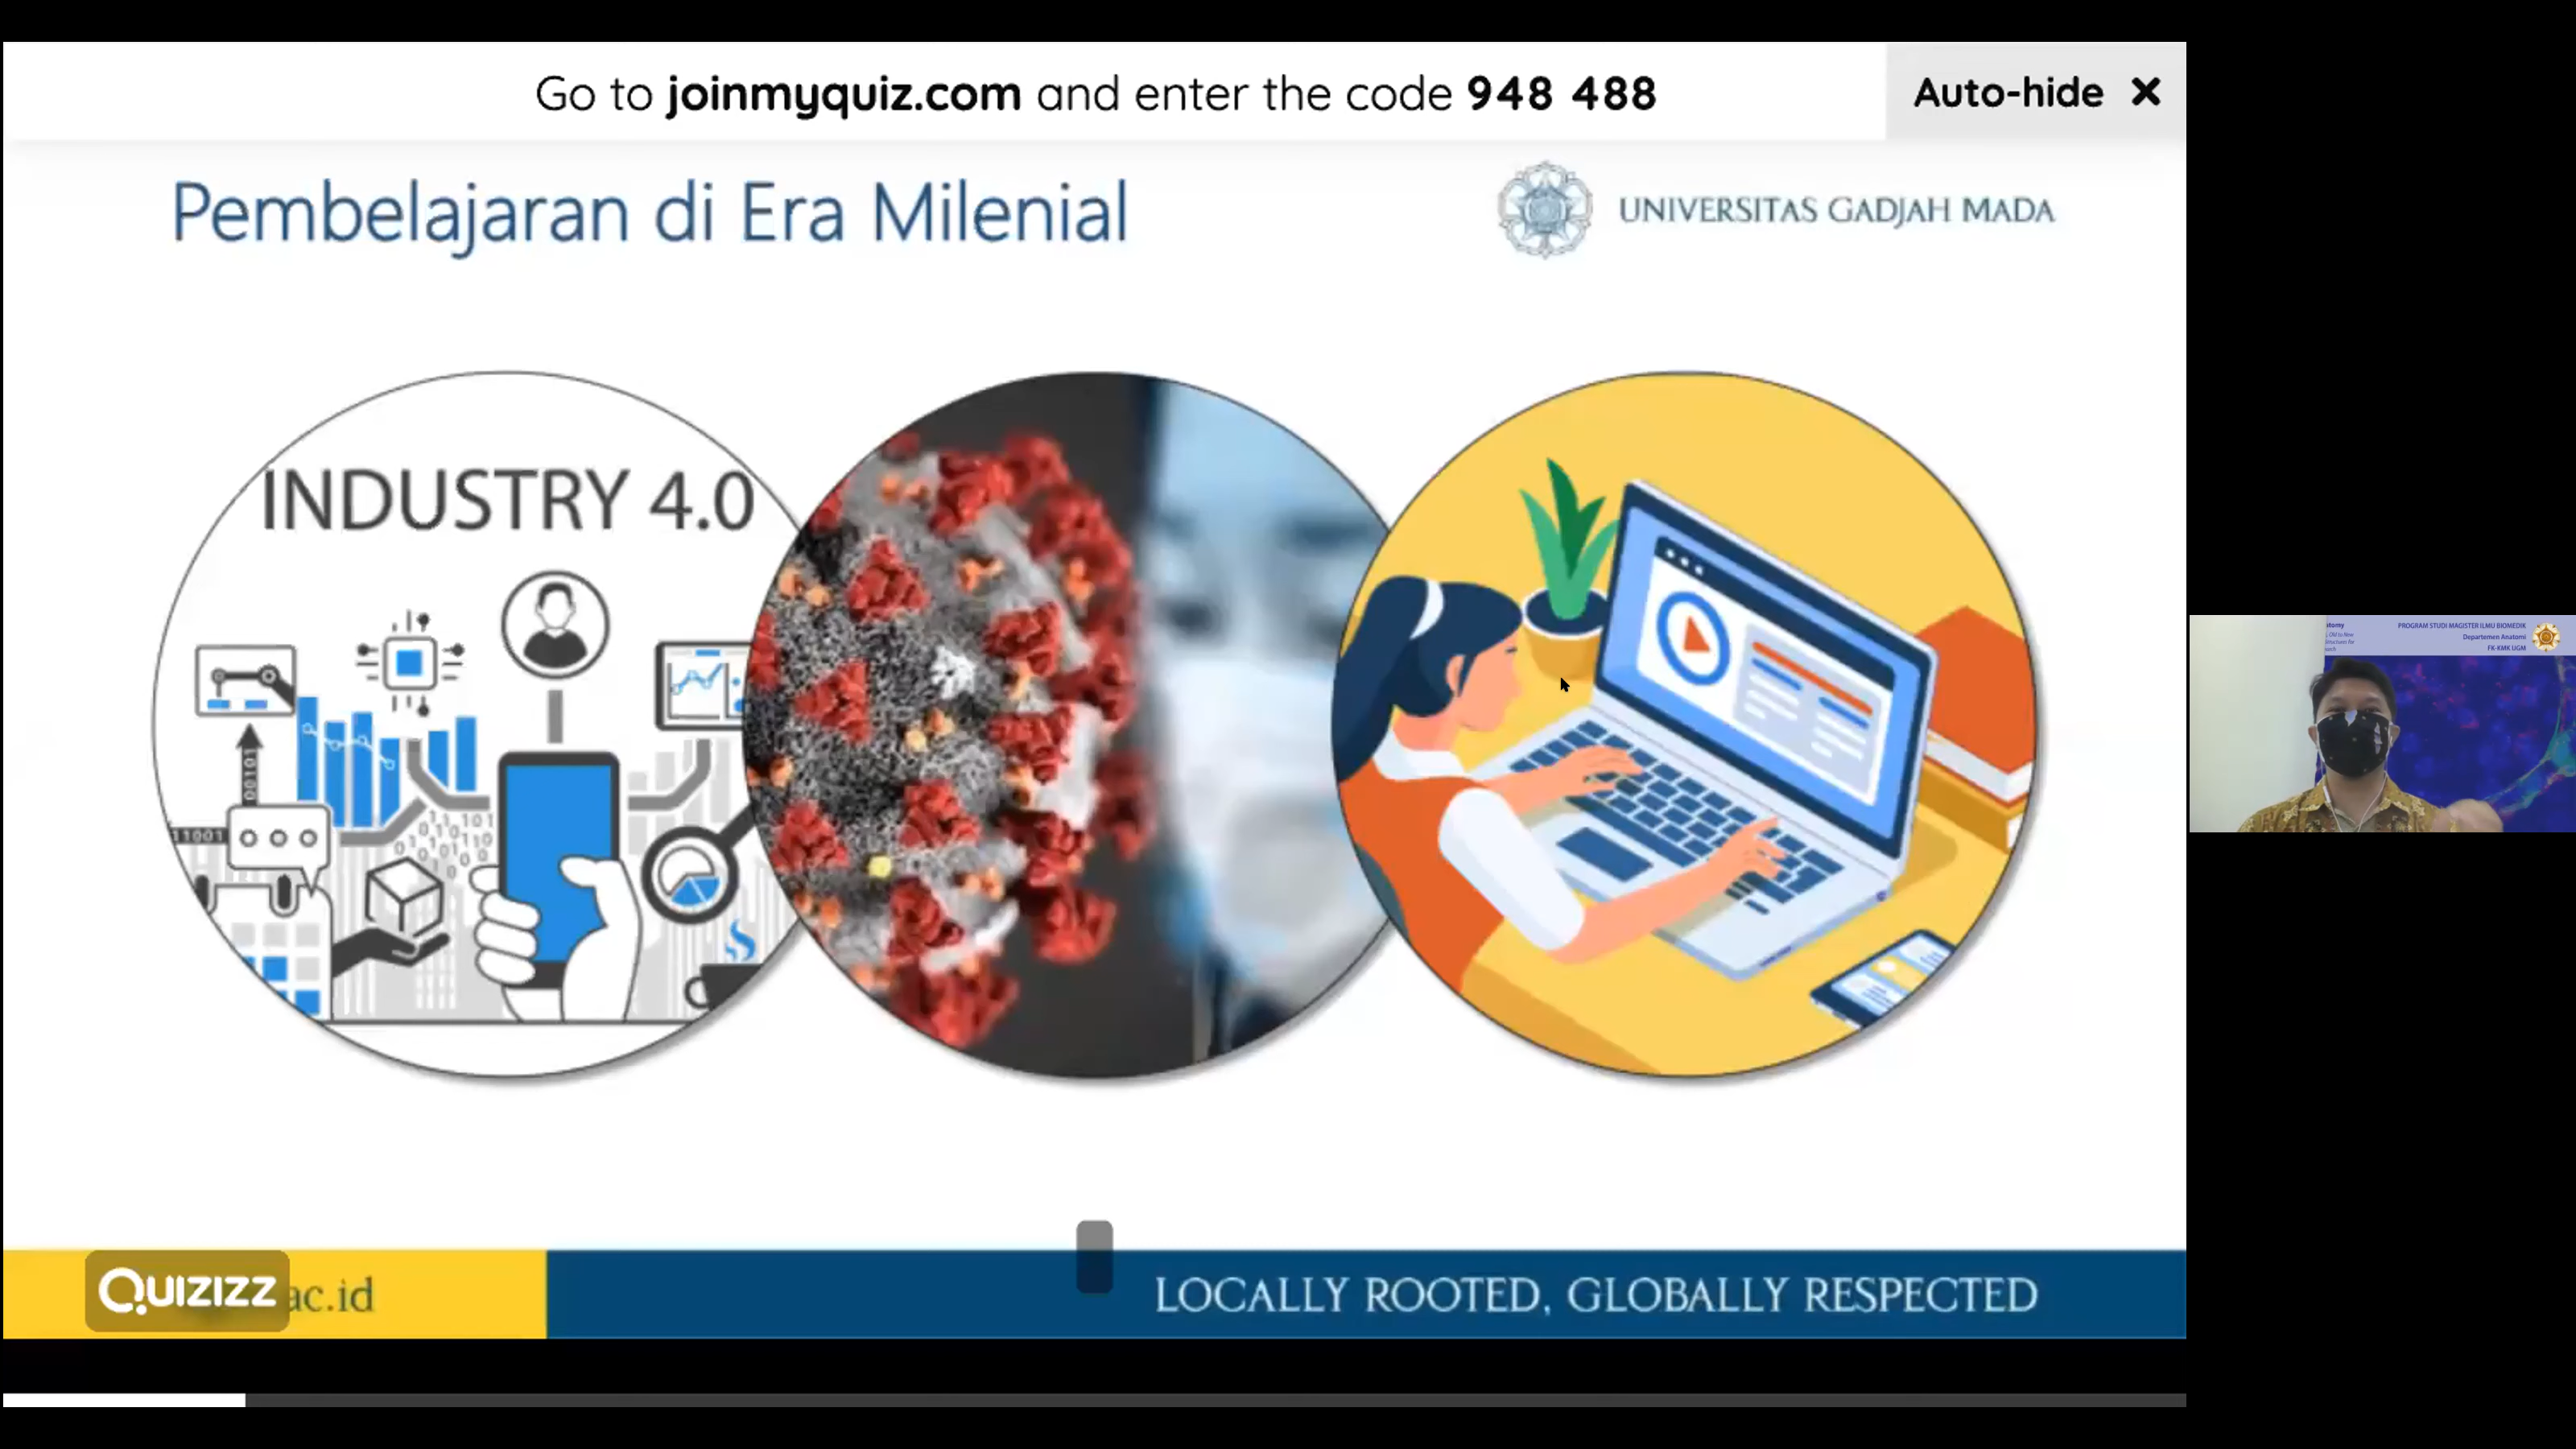 Go to joinmyquiz.com and enter the code 948 488
Auto-hide
Pembelajaran di Era Milenial
UNIVERSITAS GADJAH MADA
INDUSTRY 4.0
00101
11001
QUIZIZZ
ac.id
LOCALLY ROOTED, GLOBALLY RESPECTED
PROGRAM STUDI MAGISTER ILMU BIOMEDIK
Departemen Anatomi
FK-KMK UGM